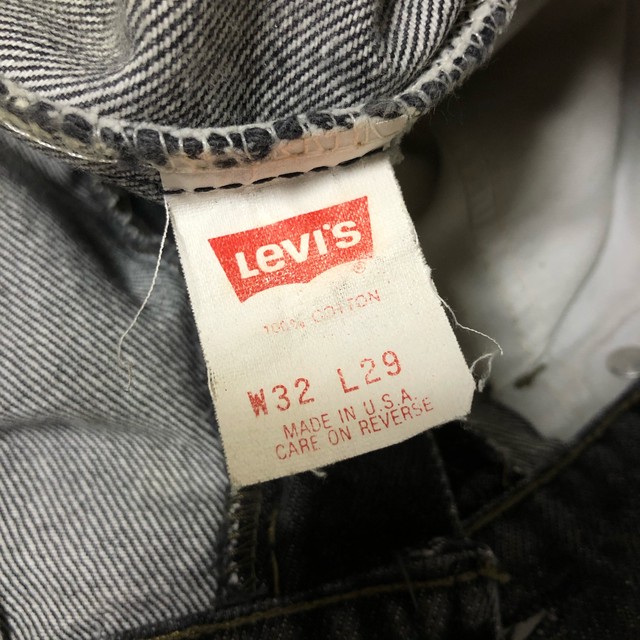 Levi's
®
100% COTTON
W32 L29
MADE IN U.S.A.
CARE ON REVERSE